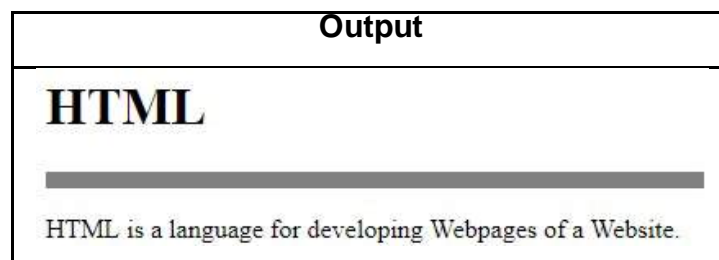 Output
HTML
HTML is a language for developing Webpages of a Website.